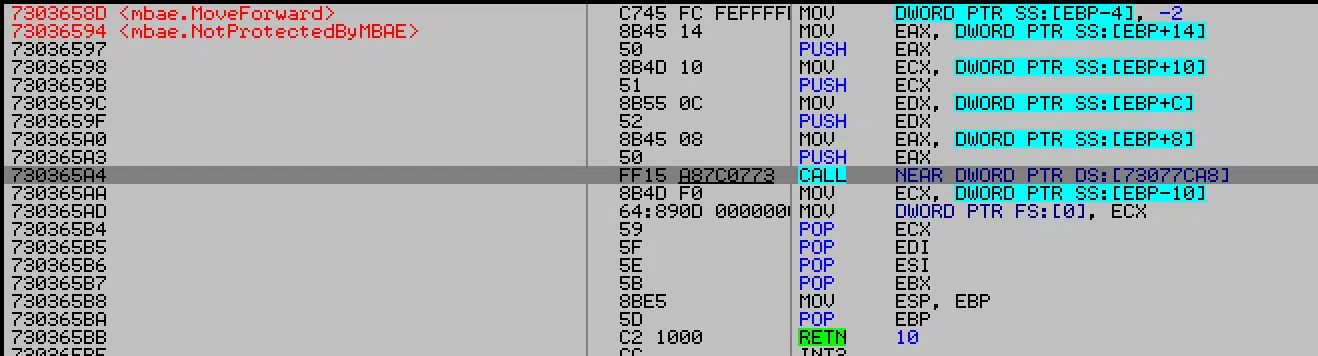 7303658D <mbae.MoveForward> C745 FC FEFFFFI MOV DWORD PTR SS:[EBP-4], -2
73036594 <mbae.NotProtectedByMBAE> 8B45 14 MOV EAX, DWORD PTR SS:[EBP+14]
73036597 50 PUSH EAX
73036598 8B4D 10 MOV ECX, DWORD PTR SS:[EBP+10]
7303659B 51 PUSH ECX
7303659C 8B55 0C MOV EDX, DWORD PTR SS:[EBP+C]
7303659F 52 PUSH EDX
730365A0 8B45 08 MOV EAX, DWORD PTR SS:[EBP+8]
730365A3 50 PUSH EAX
730365A4 FF15 A87C0773 CALL NEAR DWORD PTR DS:[73077CA8]
730365AA 8B4D F0 MOV ECX, DWORD PTR SS:[EBP-10]
730365AD 64:890D 0000000 MOV DWORD PTR FS:[0], ECX
730365B4 59 POP ECX
730365B5 5F POP EDI
730365B6 5E POP ESI
730365B7 5B POP EBX
730365B8 8BE5 MOV ESP, EBP
730365BA 5D POP EBP
730365BB C2 1000 RETN 10
730365BE CC INT3